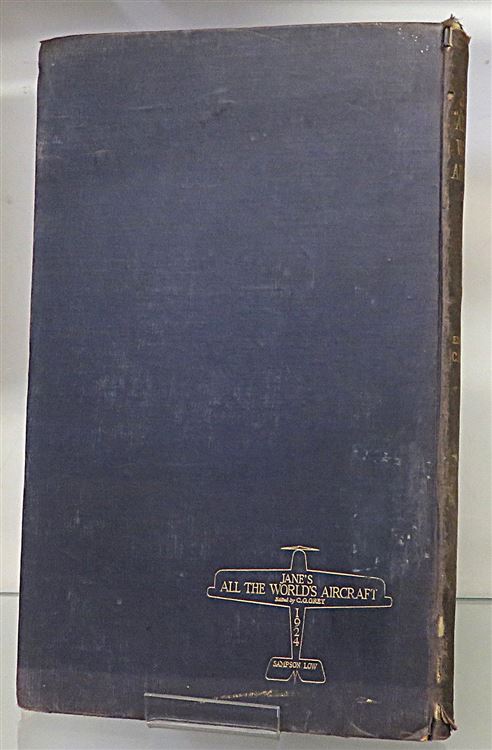 JANE'S
ALL THE WORLD'S AIRCRAFT
Edited by C.G.GREY
1924
SAMPSON LOW